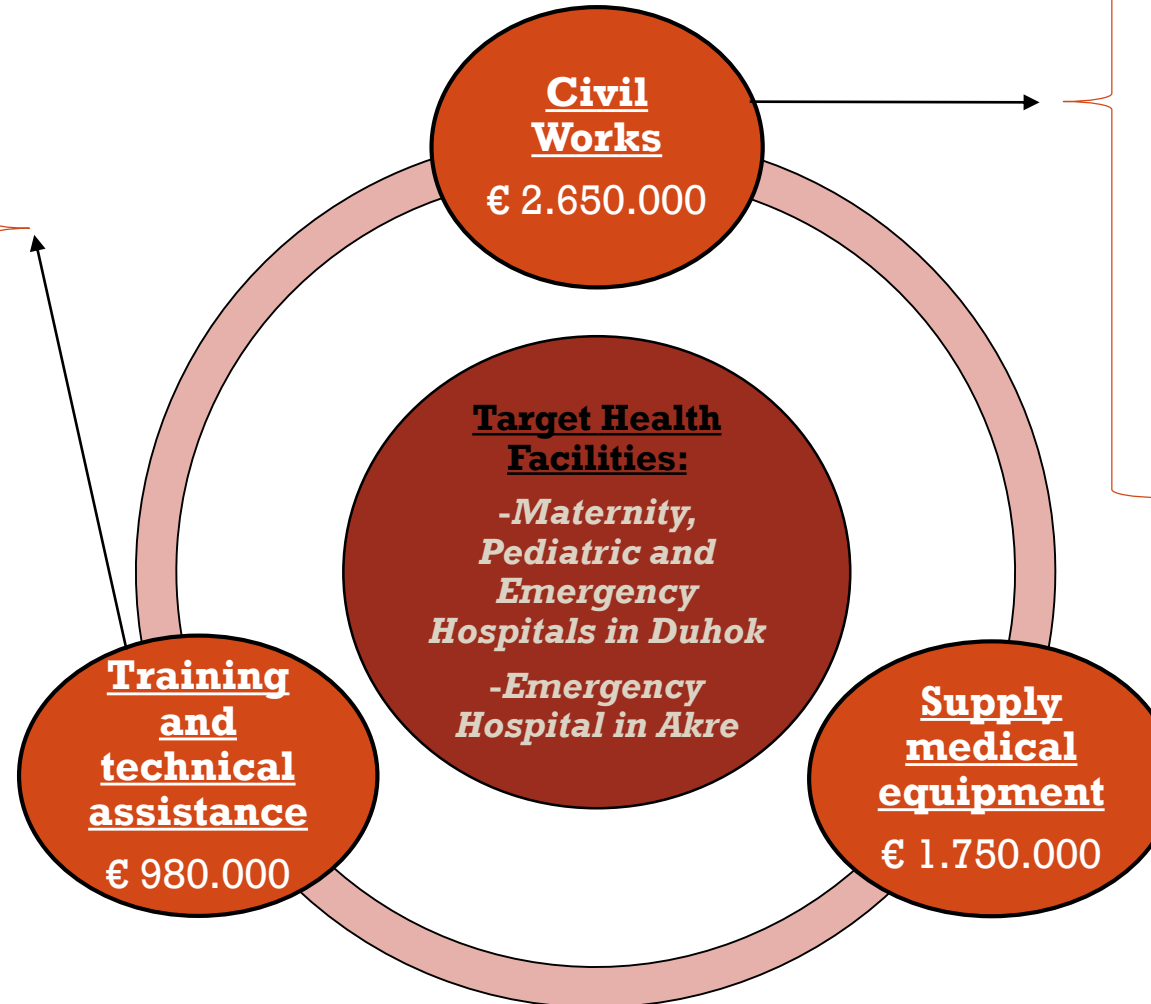 Civil
Works
€ 2.650.000
Target Health
Facilities:
-Maternity,
Pediatric and
Emergency
Hospitals in Duhok
-Emergency
Hospital in Akre
Training
and
technical
assistance
€ 980.000
Supply
medical
equipment
€ 1.750.000